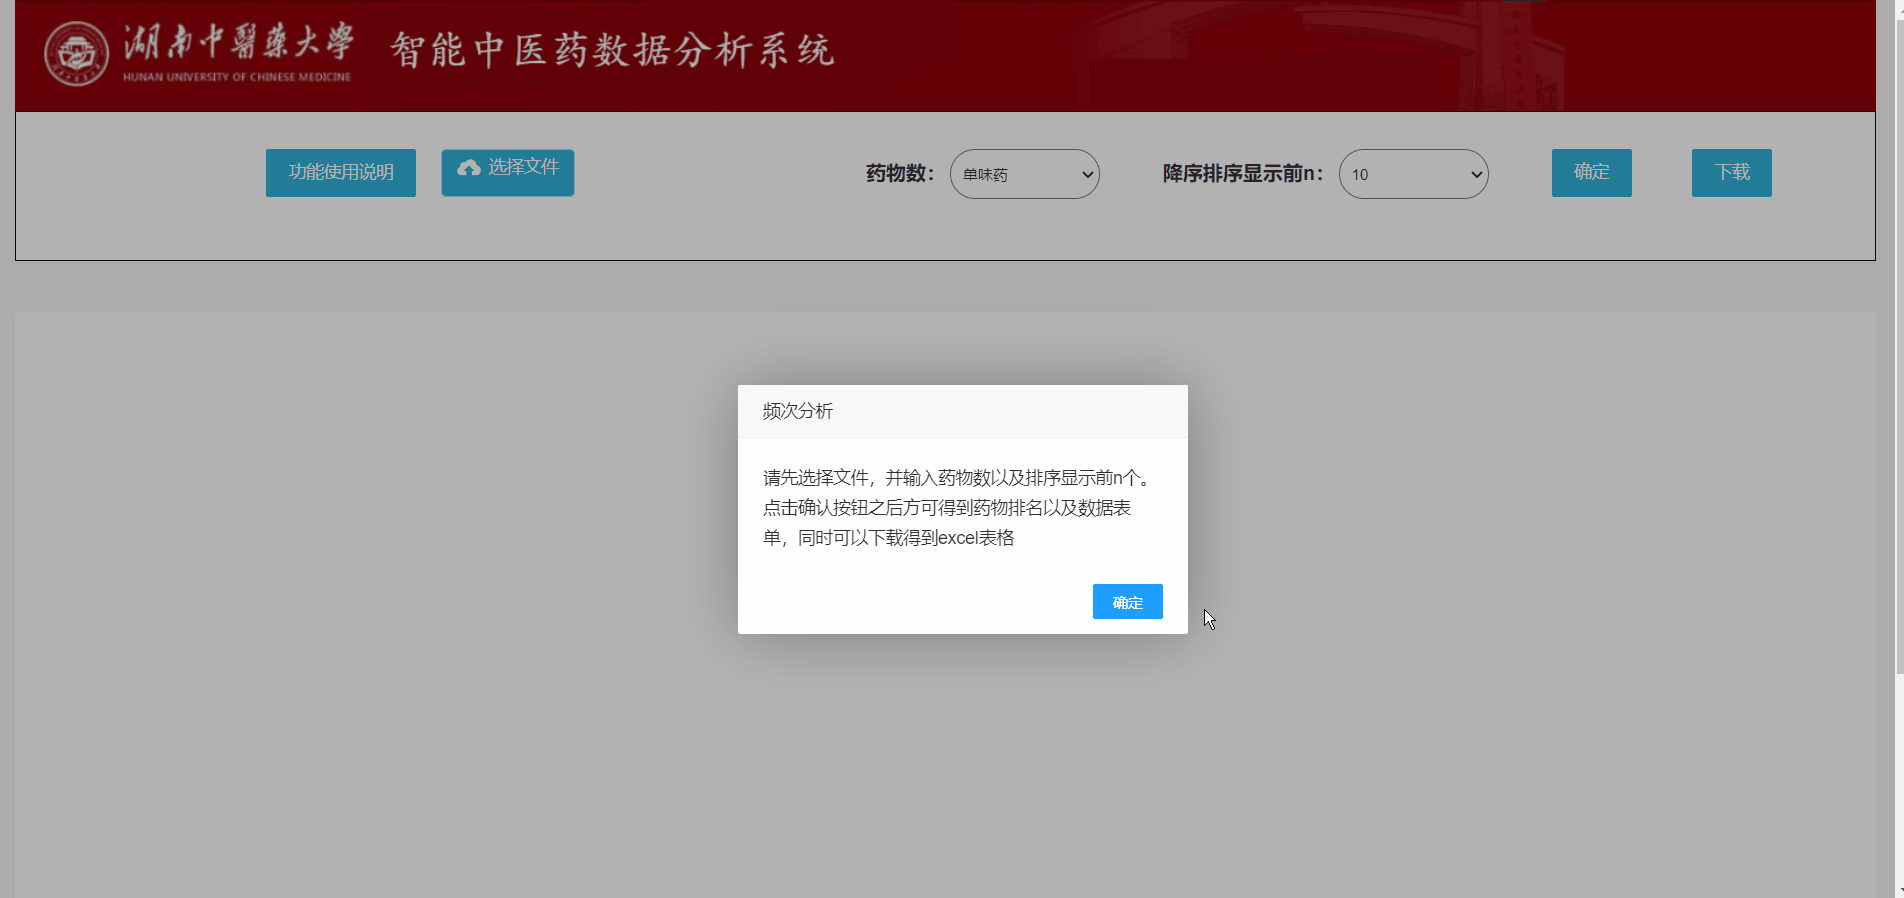 湖南中醫藥大學
HUNAN UNIVERSITY OF CHINESE MEDICINE
智能中医药数据分析系统
功能使用说明
选择文件
药物数：
单味药
降序排序显示前n：
10
确定
下载
频次分析
请先选择文件，并输入药物数以及排序显示前n个。
点击确认按钮之后方可得到药物排名以及数据表
单，同时可以下载得到excel表格
确定